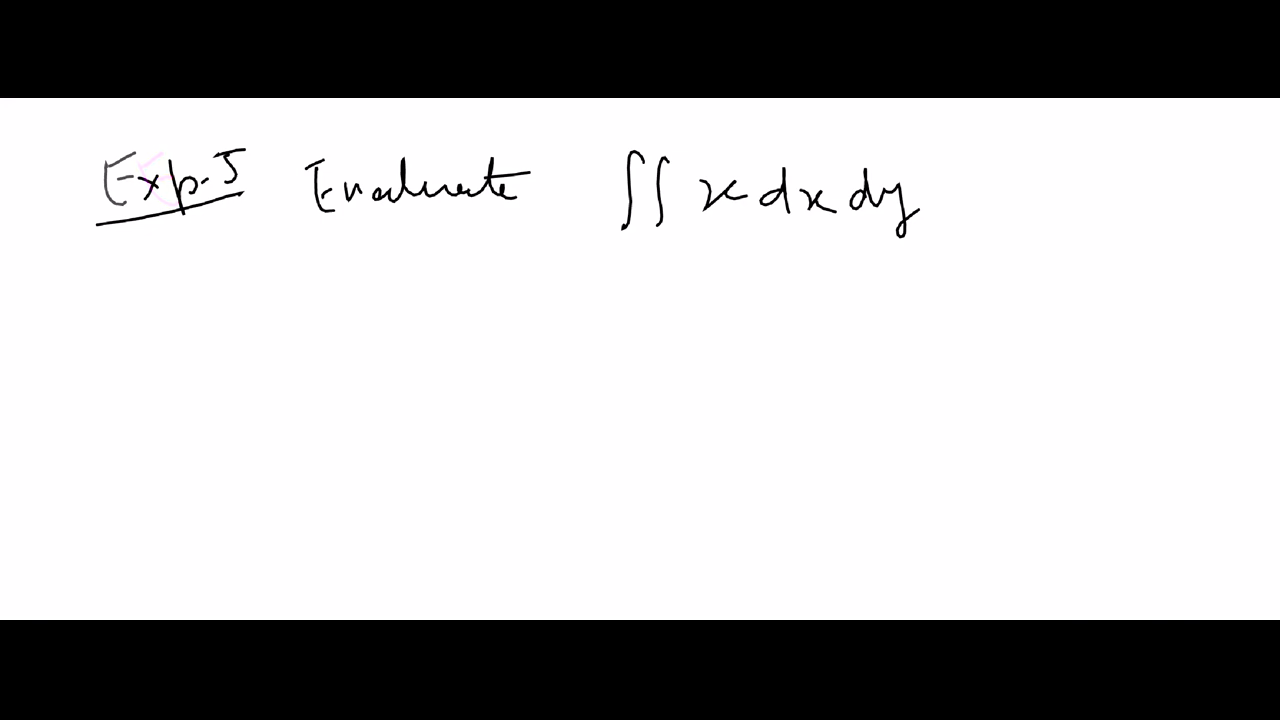 Exp.5 Evaluate ∫∫ x dx dy